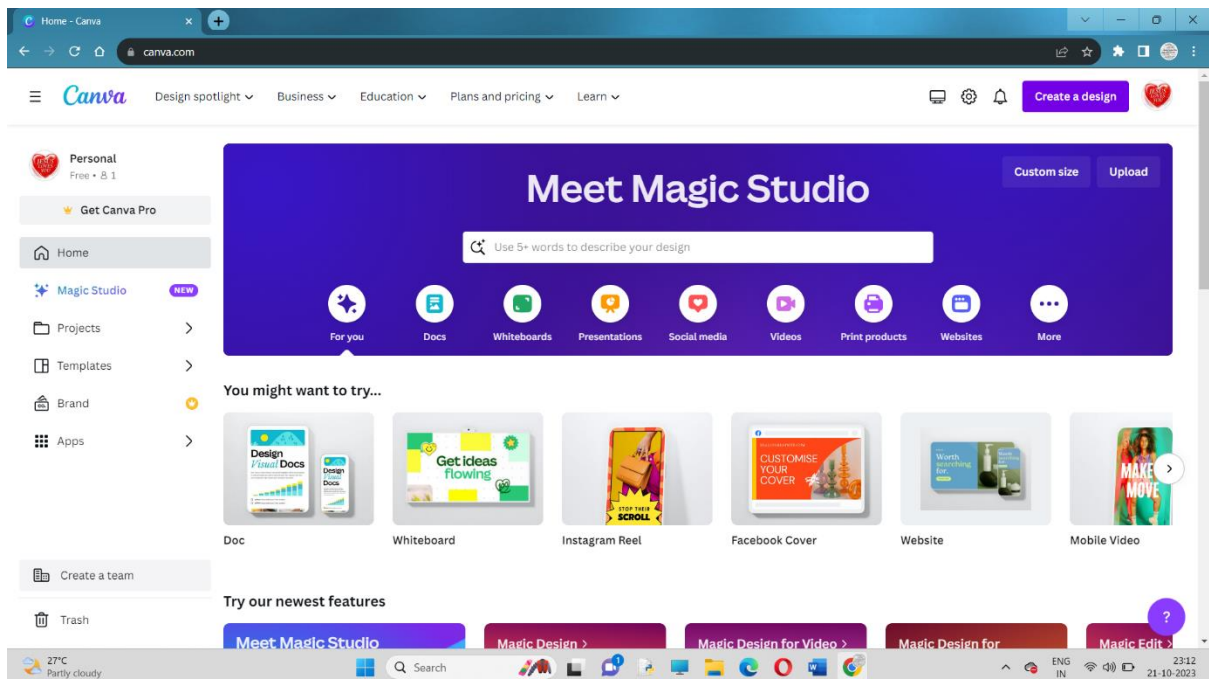 Home - Canva
canva.com
Canva Design spotlight Business Education Plans and pricing Learn Create a design
Personal
Free • 1
Get Canva Pro
Home
Magic Studio NEW
Projects
Templates
Brand
Apps
Create a team
Trash
Custom size Upload
Meet Magic Studio
Use 5+ words to describe your design
For you Docs Whiteboards Presentations Social media Videos Print products Websites More
You might want to try...
Design
Visual Docs
Design
Visual
Docs
Get ideas
flowing
STOP THEIR
SCROLL
CUSTOMISE
YOUR
COVER
Worth
searching
for.
MAKE
MOVE
Doc Whiteboard Instagram Reel Facebook Cover Website Mobile Video
Try our newest features
Meet Magic Studio Magic Design > Magic Design for Video > Magic Design for Magic Edit >
?
27°C
Partly cloudy
Search
ENG
IN
23:12
21-10-2023